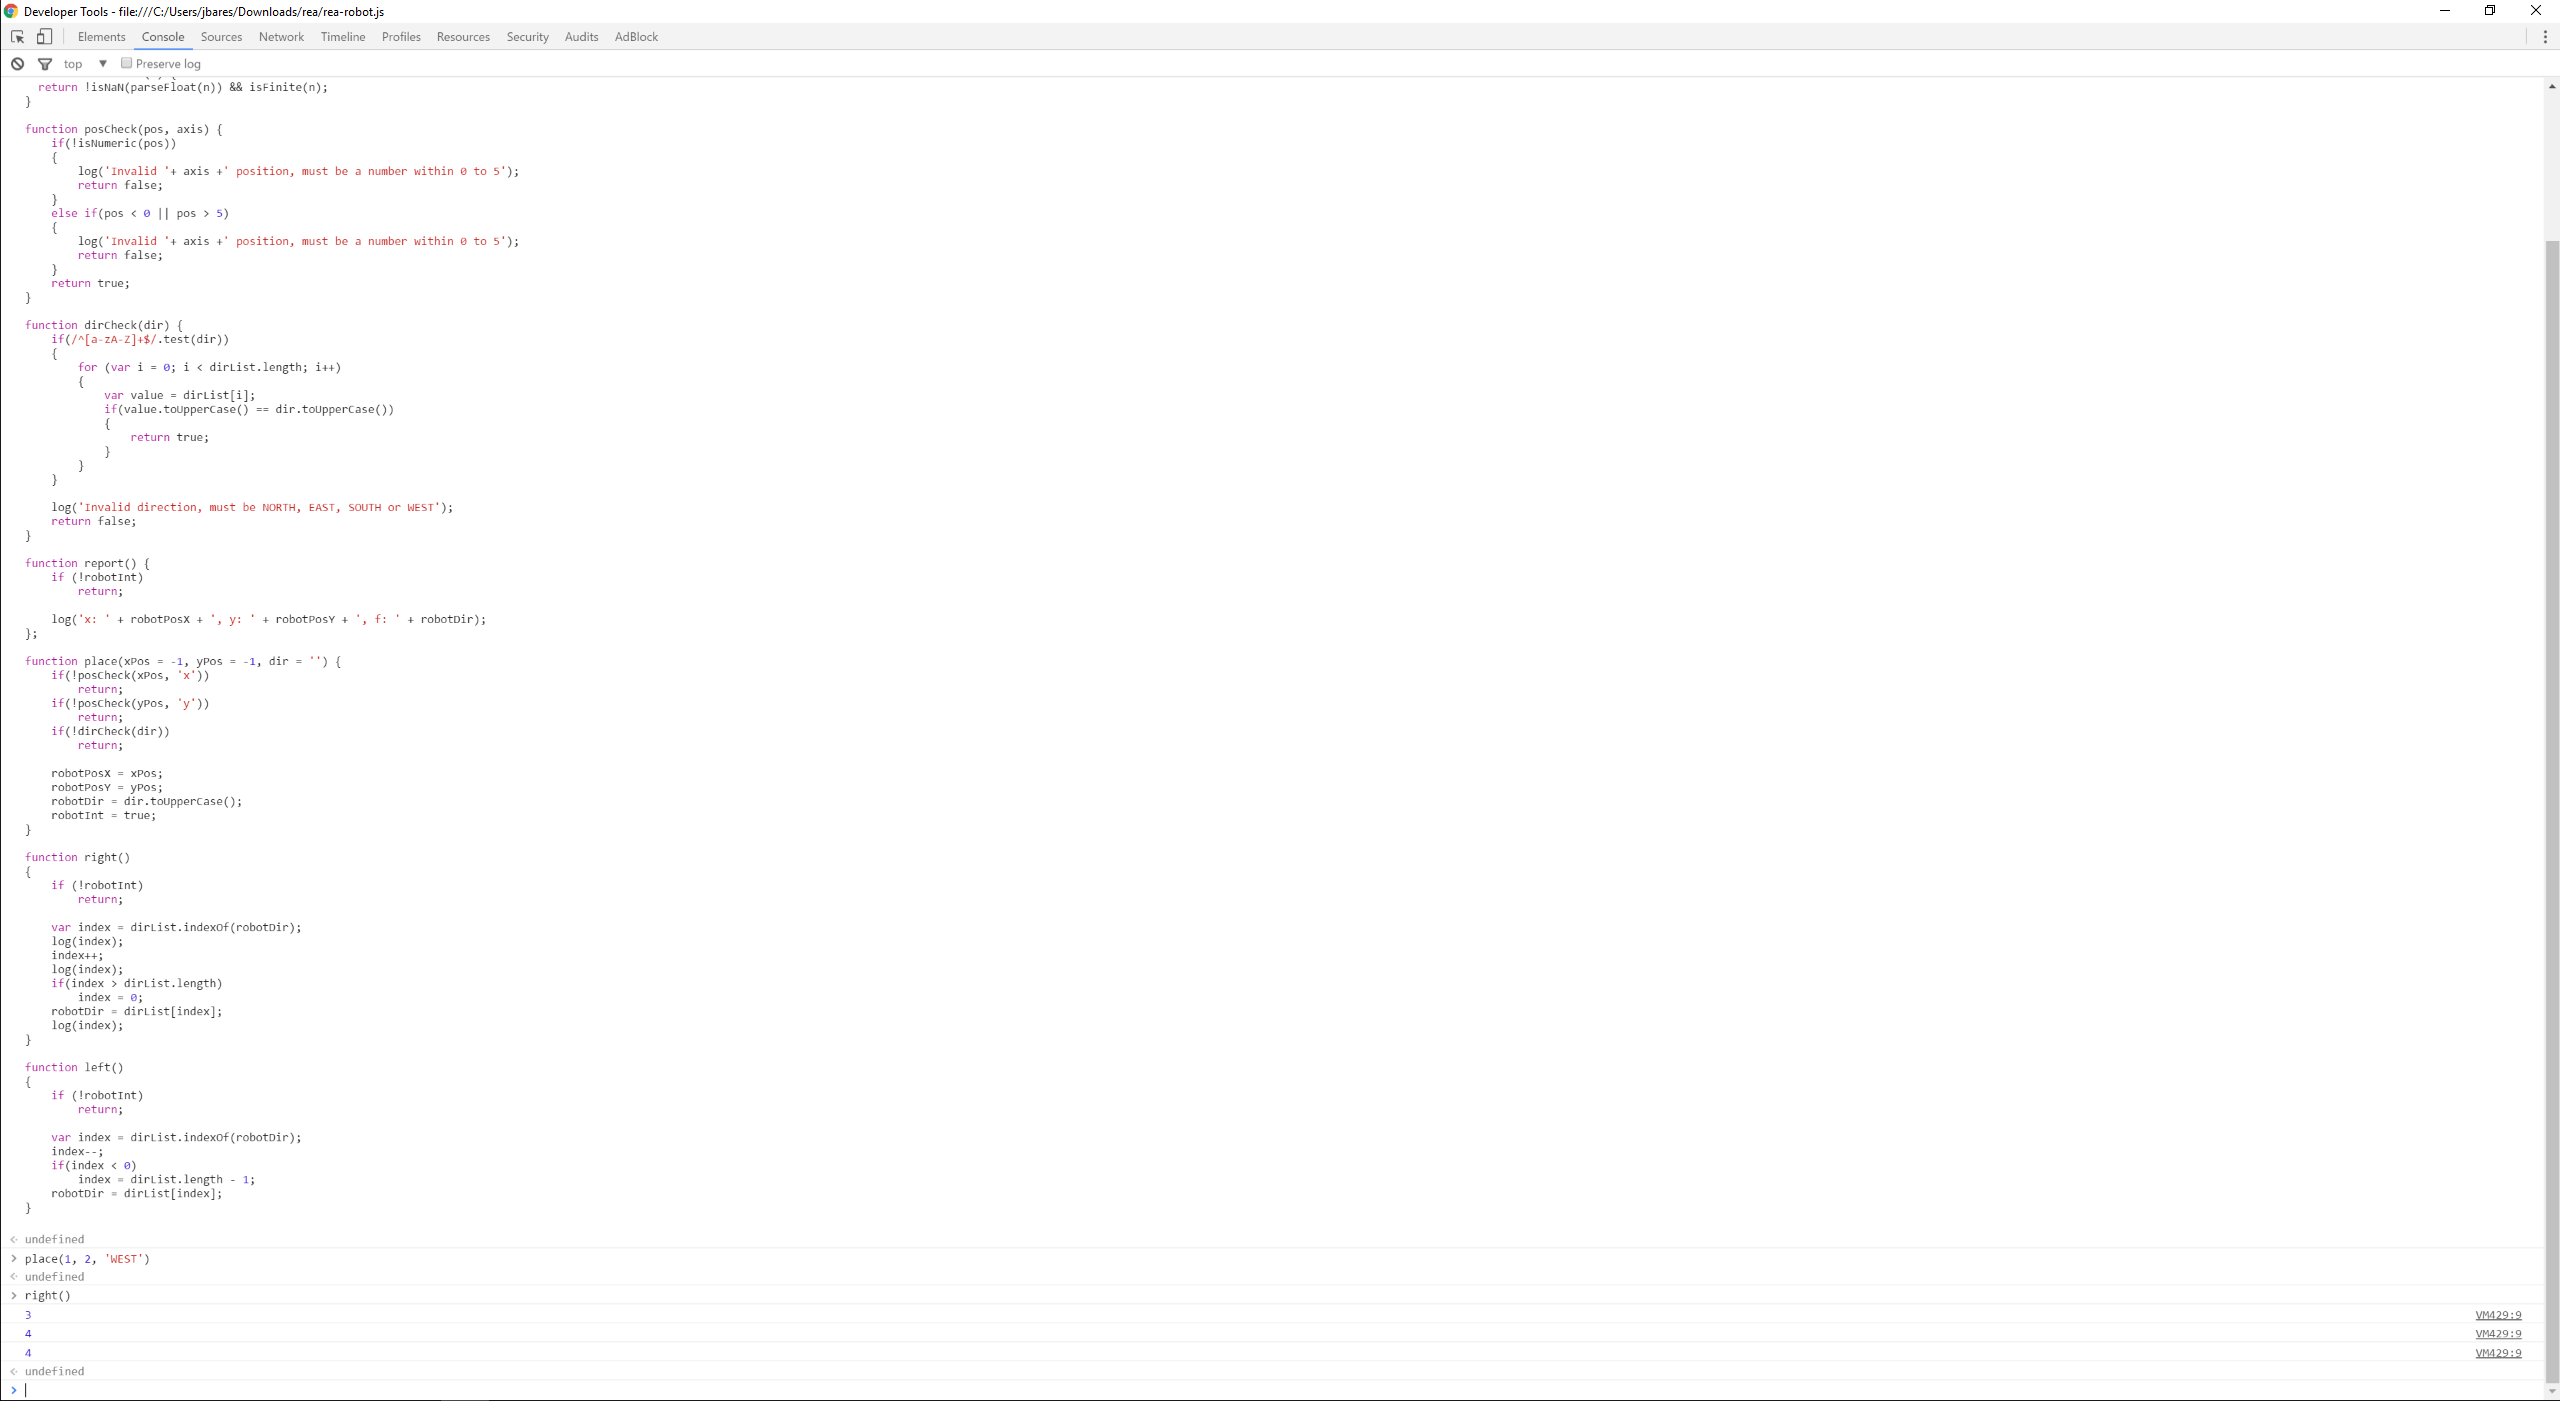 Developer Tools - file:///C:/Users/jbares/Downloads/rea/rea-robot.js
Elements Console Sources Network Timeline Profiles Resources Security Audits AdBlock
top Preserve log
return !isNaN(parseFloat(n)) && isFinite(n);
}
function posCheck(pos, axis) {
if(!isNumeric(pos))
{
log('Invalid '+ axis +' position, must be a number within 0 to 5');
return false;
}
else if(pos < 0 || pos > 5)
{
log('Invalid '+ axis +' position, must be a number within 0 to 5');
return false;
}
return true;
}
function dirCheck(dir) {
if(/^[a-zA-Z]+$/.test(dir))
{
for (var i = 0; i < dirList.length; i++)
{
var value = dirList[i];
if(value.toUpperCase() == dir.toUpperCase())
{
return true;
}
}
}
log('Invalid direction, must be NORTH, EAST, SOUTH or WEST');
return false;
}
function report() {
if (!robotInt)
return;
log('x: ' + robotPosX + ', y: ' + robotPosY + ', f: ' + robotDir);
};
function place(xPos = -1, yPos = -1, dir = '') {
if(!posCheck(xPos, 'x'))
return;
if(!posCheck(yPos, 'y'))
return;
if(!dirCheck(dir))
return;
robotPosX = xPos;
robotPosY = yPos;
robotDir = dir.toUpperCase();
robotInt = true;
}
function right()
{
if (!robotInt)
return;
var index = dirList.indexOf(robotDir);
log(index);
index++;
log(index);
if(index > dirList.length)
index = 0;
robotDir = dirList[index];
log(index);
}
function left()
{
if (!robotInt)
return;
var index = dirList.indexOf(robotDir);
index--;
if(index < 0)
index = dirList.length - 1;
robotDir = dirList[index];
}
undefined
> place(1, 2, 'WEST')
undefined
> right()
3 VM429:9
4 VM429:9
4 VM429:9
undefined
>